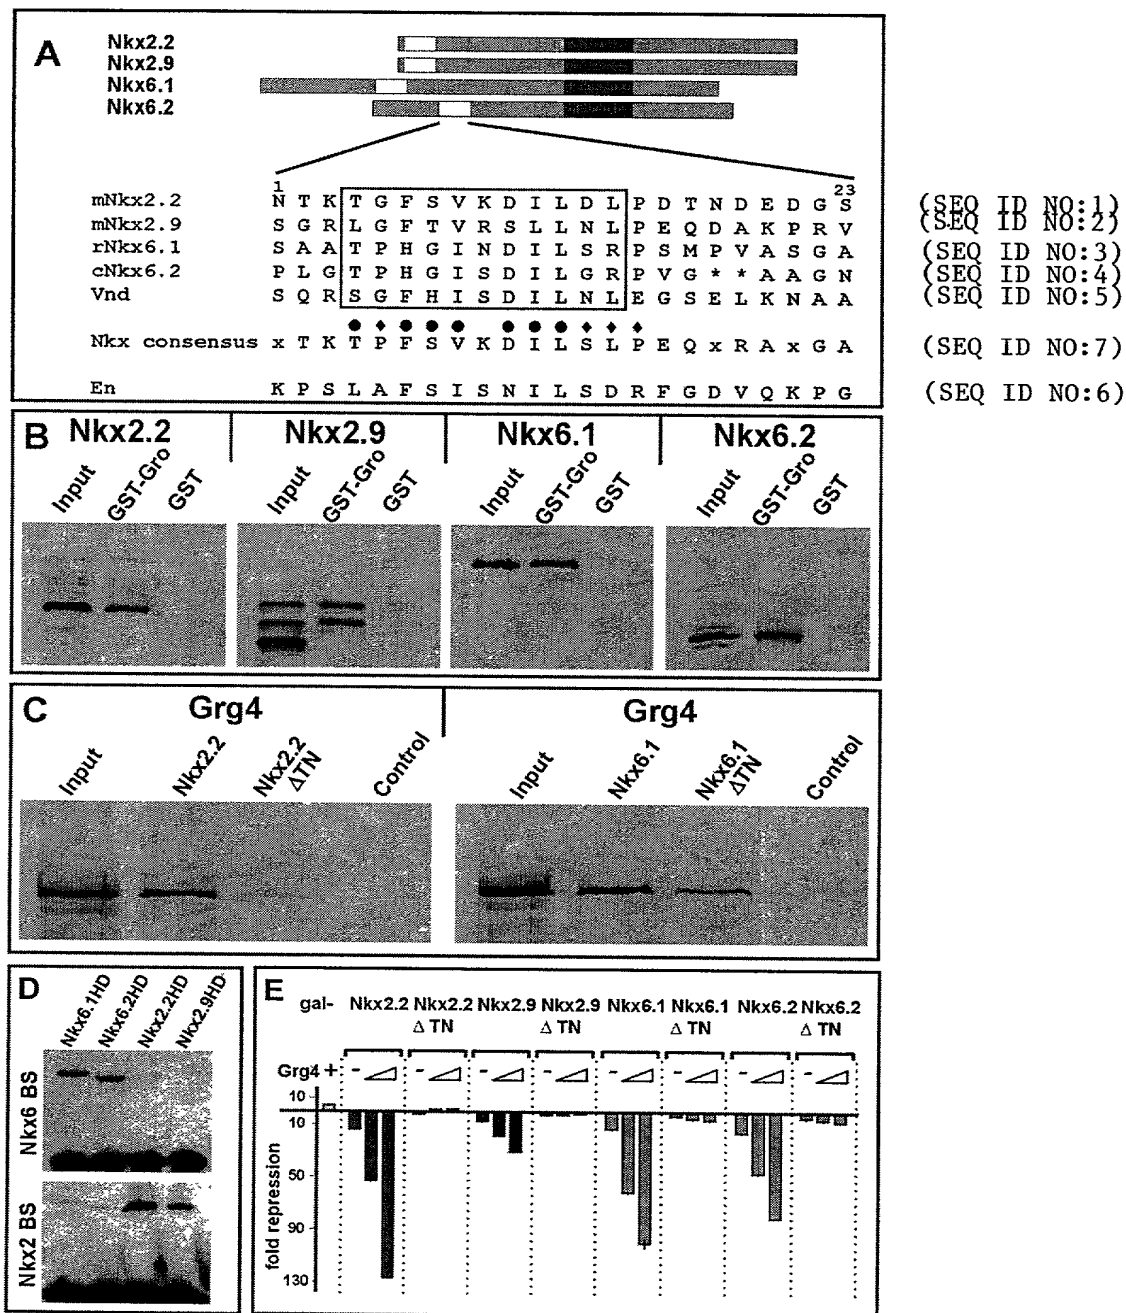 A
Nkx2.2
Nkx2.9
Nkx6.1
Nkx6.2
1 23
mNkx2.2 N T K T G F S V K D I L D L P D T N D E D G S (SEQ ID NO:1)
mNkx2.9 S G R L G F T V R S L L N L P E Q D A K P R V (SEQ ID NO:2)
rNkx6.1 S A A T P H G I N D I L S R P S M P V A S G A (SEQ ID NO:3)
cNkx6.2 P L G T P H G I S D I L G R P V G * * A A G N (SEQ ID NO:4)
Vnd S Q R S G F H I S D I L N L E G S E L K N A A (SEQ ID NO:5)
Nkx consensus x T K T P F S V K D I L S L P E Q x R A x G A (SEQ ID NO:7)
En K P S L A F S I S N I L S D R F G D V Q K P G (SEQ ID NO:6)
B Nkx2.2 Nkx2.9 Nkx6.1 Nkx6.2
Input GST-Gro GST Input GST-Gro GST Input GST-Gro GST Input GST-Gro GST
C Grg4 Grg4
Input Nkx2.2 Nkx2.2 ΔTN Control Input Nkx6.1 Nkx6.1 ΔTN Control
D
Nkx6.1HD Nkx6.2HD Nkx2.2HD Nkx2.9HD
Nkx6 BS
Nkx2 BS
E
gal- Nkx2.2 Nkx2.2 Nkx2.9 Nkx2.9 Nkx6.1 Nkx6.1 Nkx6.2 Nkx6.2
Δ TN Δ TN Δ TN Δ TN
Grg4 + - - - - - - - -
10
10
50
90
130
fold repression